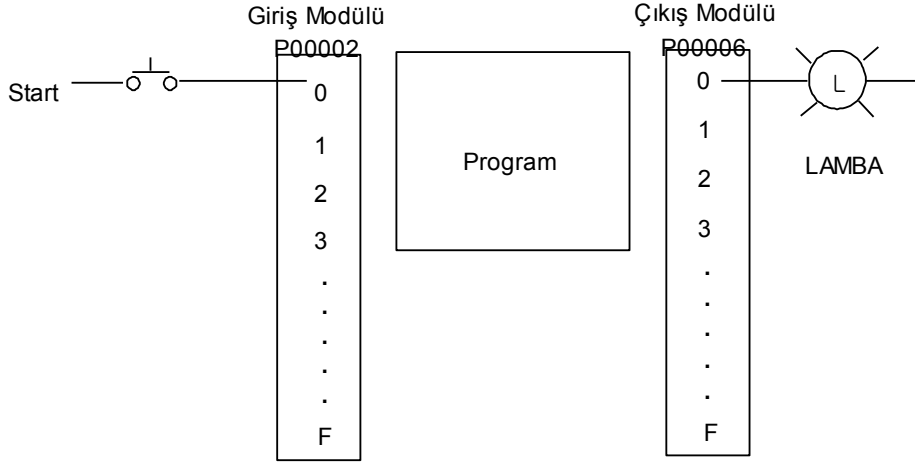 Giriş Modülü
P00002
Start
0
1
2
3
.
.
.
.
.
F
Program
Çıkış Modülü
P00006
0
1
2
3
.
.
.
.
.
F
L
LAMBA